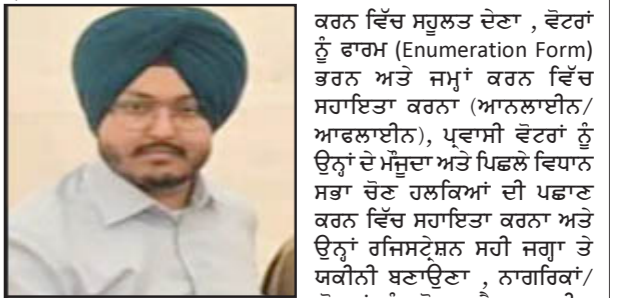 ਕਰਨ ਵਿੱਚ ਸਹੂਲਤ ਦੇਣਾ , ਵੋਟਰਾਂ
ਨੂੰ ਫਾਰਮ (Enumeration Form)
ਭਰਨ ਅਤੇ ਜਮ੍ਹਾਂ ਕਰਨ ਵਿੱਚ
ਸਹਾਇਤਾ ਕਰਨਾ (ਆਨਲਾਈਨ/
ਆਫਲਾਈਨ), ਪ੍ਰਵਾਸੀ ਵੋਟਰਾਂ ਨੂੰ
ਉਨ੍ਹਾਂ ਦੇ ਮੌਜੂਦਾ ਅਤੇ ਪਿਛਲੇ ਵਿਧਾਨ
ਸਭਾ ਚੋਣ ਹਲਕਿਆਂ ਦੀ ਪਛਾਣ
ਕਰਨ ਵਿੱਚ ਸਹਾਇਤਾ ਕਰਨਾ ਅਤੇ
ਉਨ੍ਹਾਂ ਰਜਿਸਟ੍ਰੇਸ਼ਨ ਸਹੀ ਜਗ੍ਹਾ ਤੇ
ਯਕੀਨੀ ਬਣਾਉਣਾ , ਨਾਗਰਿਕਾਂ/